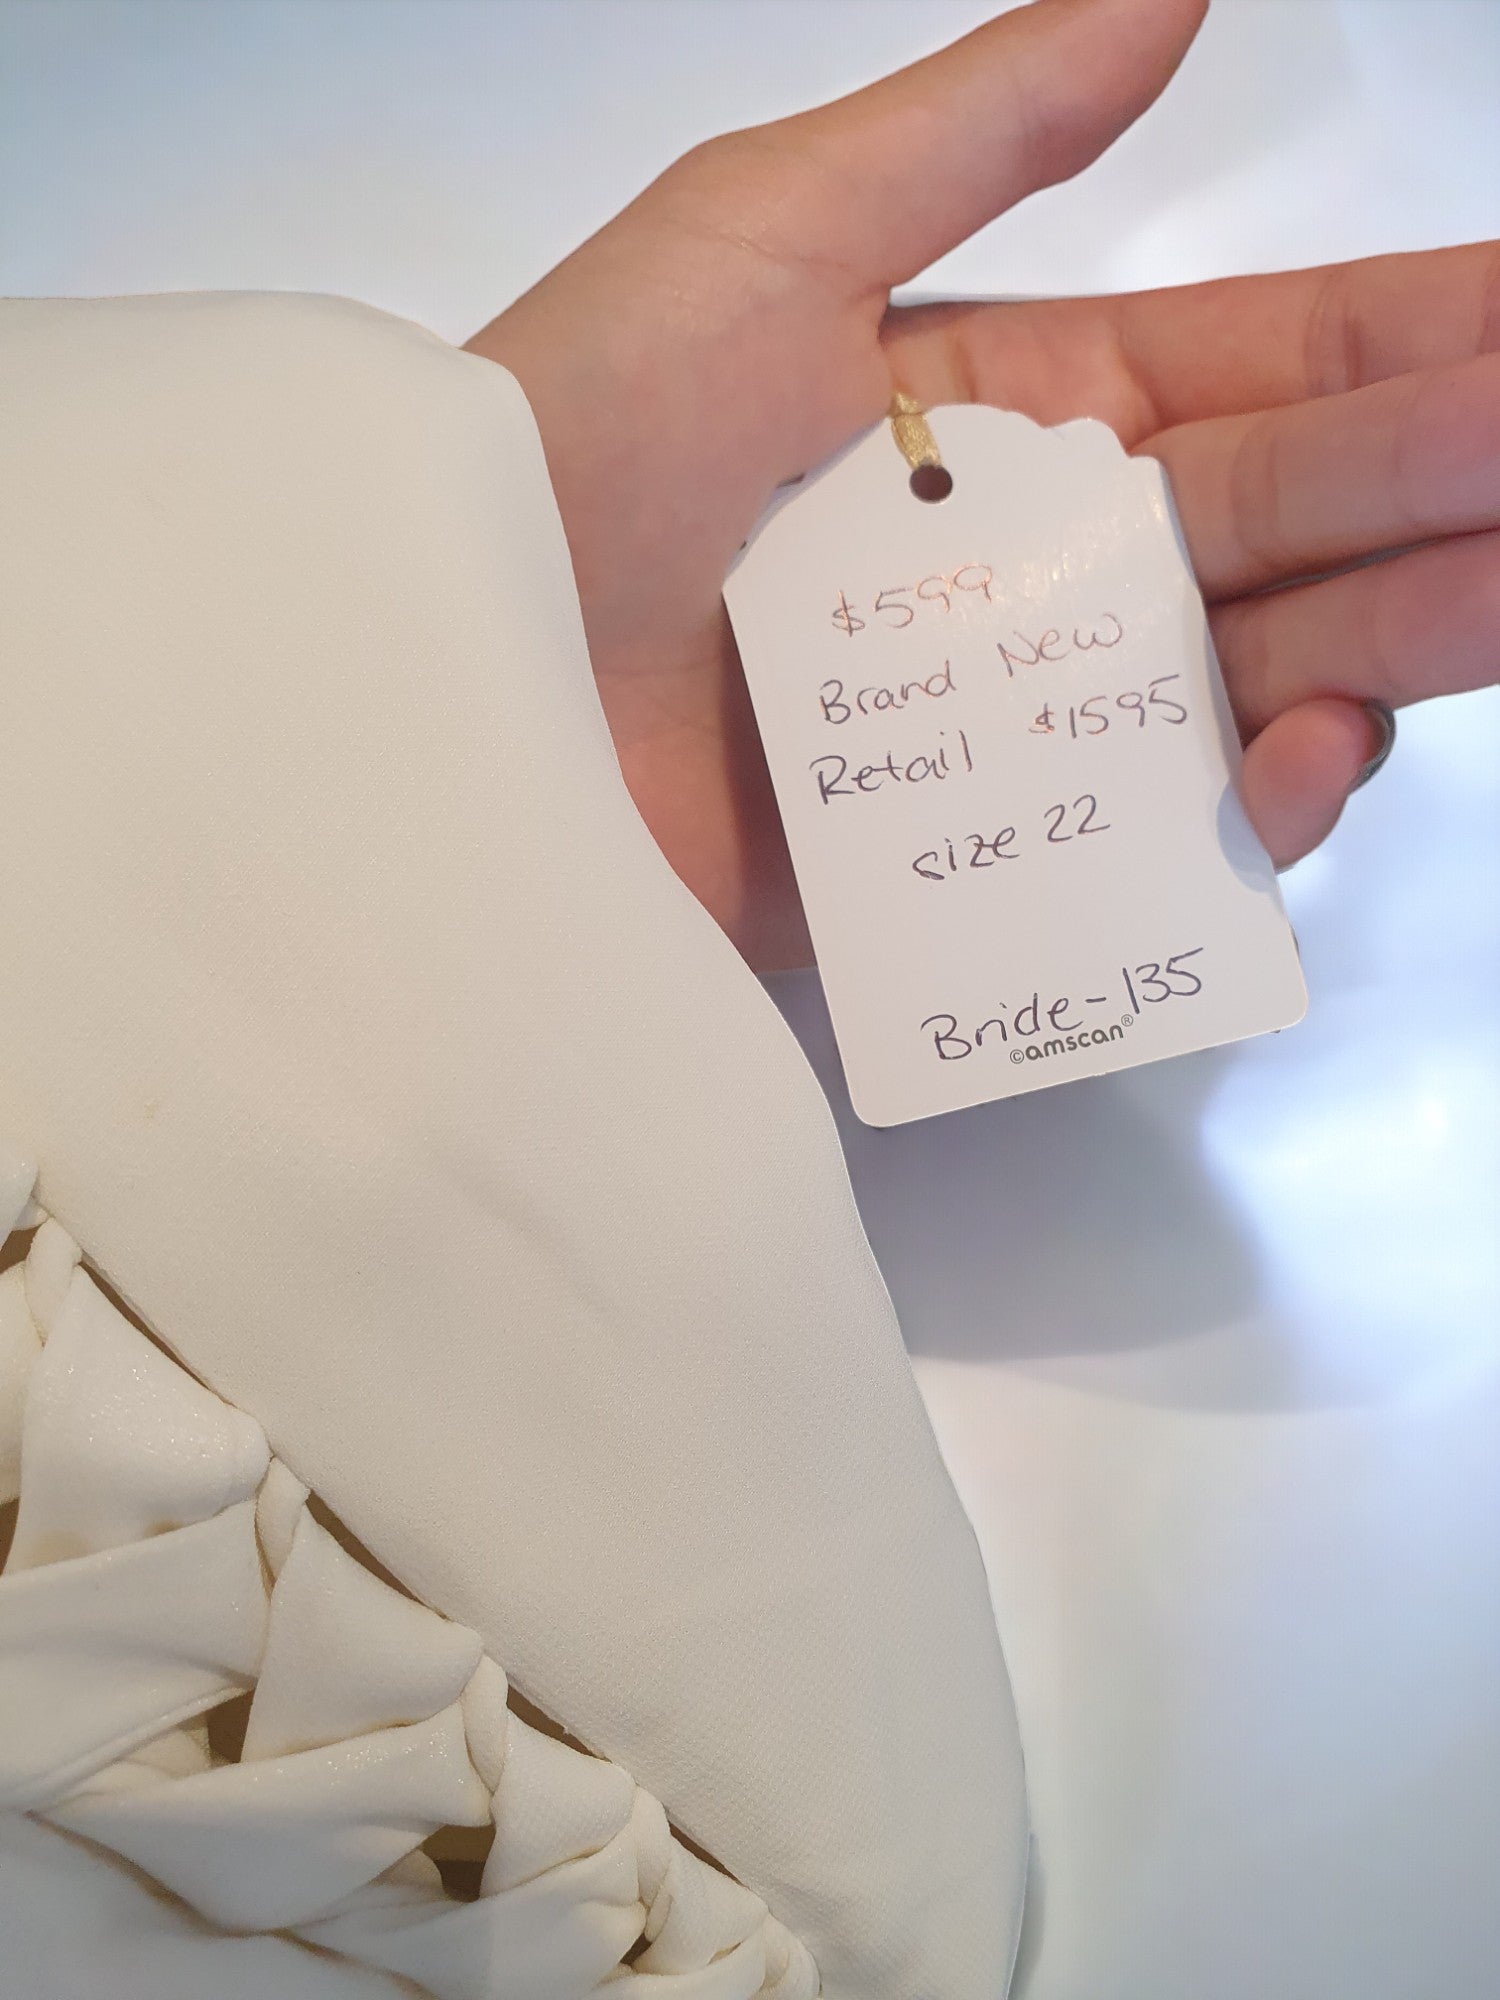 $599
Brand New
Retail $1595
size 22
Bride-135
©amscan®